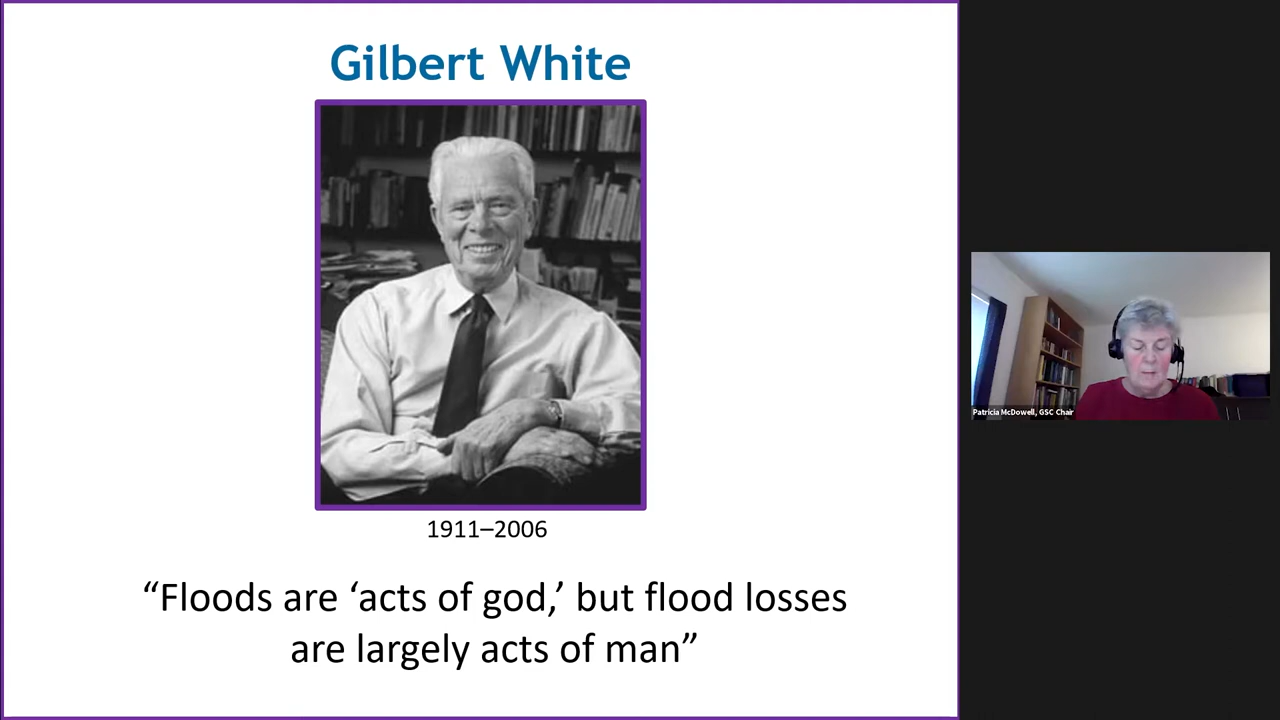 Gilbert White
1911–2006
“Floods are ‘acts of god,’ but flood losses
are largely acts of man”
Patricia McDowell, GSC Chair